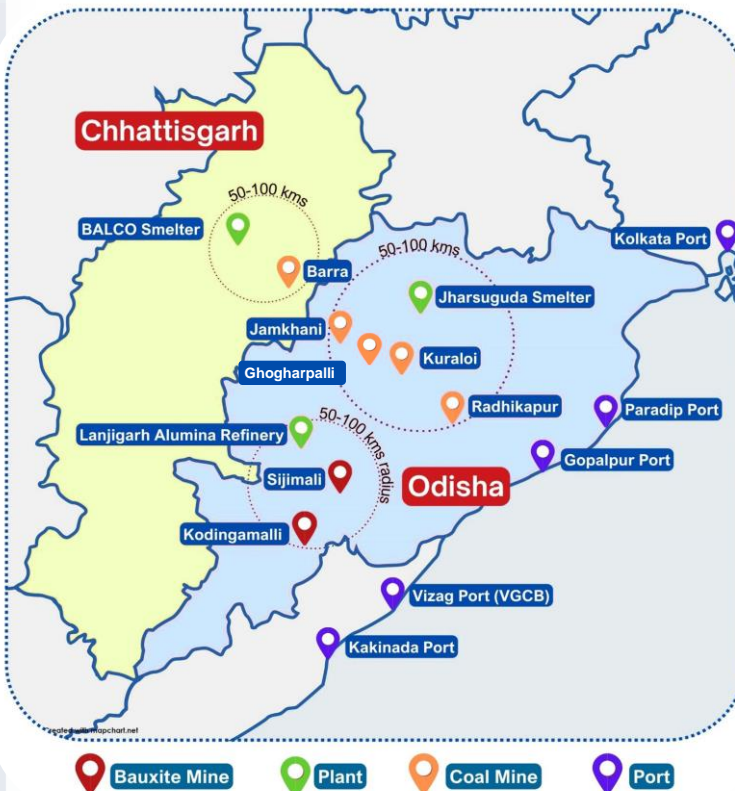 Chhattisgarh
50-100 kms
BALCO Smelter
Kolkata Port
50-100 kms
Barra
Jharsuguda Smelter
Jamkhani
Kuraloi
Ghogharpalli
Radhikapur
Paradip Port
50-100 kms radius
Lanjigarh Alumina Refinery
Gopalpur Port
Sijimali
Odisha
Kodingamalli
Vizag Port (VGCB)
Kakinada Port
mapchart.net
Bauxite Mine
Plant
Coal Mine
Port